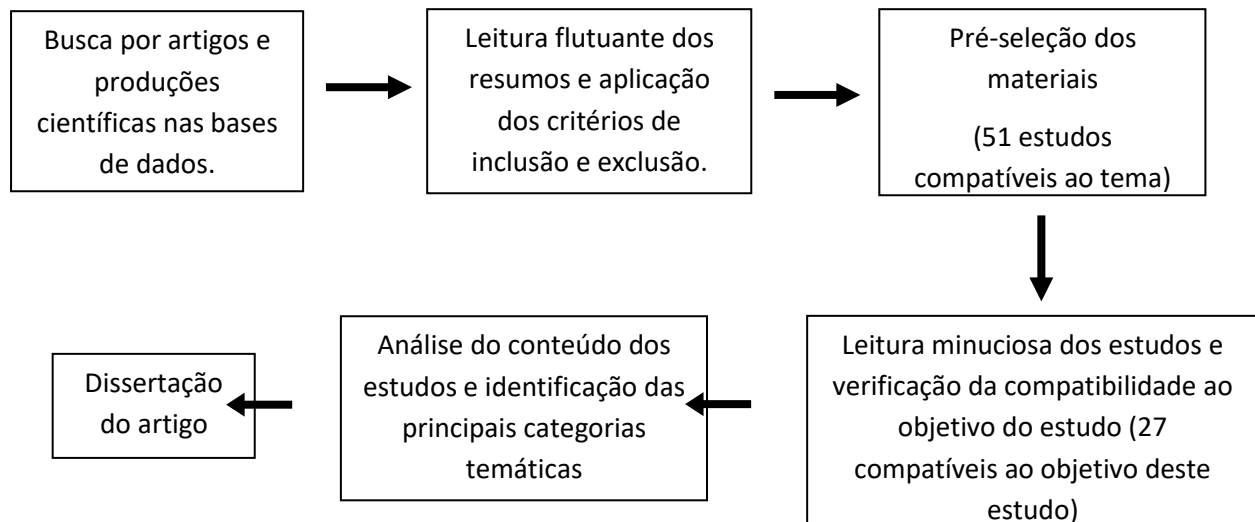 Busca por artigos e
produções
científicas nas bases
de dados.
Leitura flutuante dos
resumos e aplicação
dos critérios de
inclusão e exclusão.
Pré-seleção dos
materiais
(51 estudos
compatíveis ao tema)
Leitura minuciosa dos estudos e
verificação da compatibilidade ao
objetivo do estudo (27
compatíveis ao objetivo deste
estudo)
Análise do conteúdo dos
estudos e identificação das
principais categorias
temáticas
Dissertação
do artigo